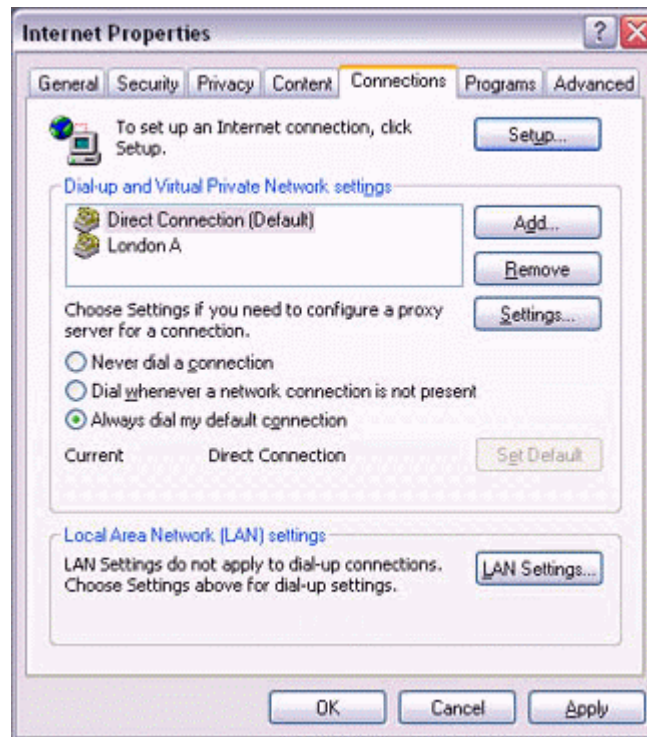 Internet Properties
?
General Security Privacy Content Connections Programs Advanced
To set up an Internet connection, click
Setup.
Setup...
Dial-up and Virtual Private Network settings
Direct Connection (Default)
London A
Add...
Remove
Choose Settings if you need to configure a proxy
server for a connection.
Settings...
Never dial a connection
Dial whenever a network connection is not present
Always dial my default connection
Current Direct Connection Set Default
Local Area Network (LAN) settings
LAN Settings do not apply to dial-up connections.
Choose Settings above for dial-up settings.
LAN Settings...
OK Cancel Apply